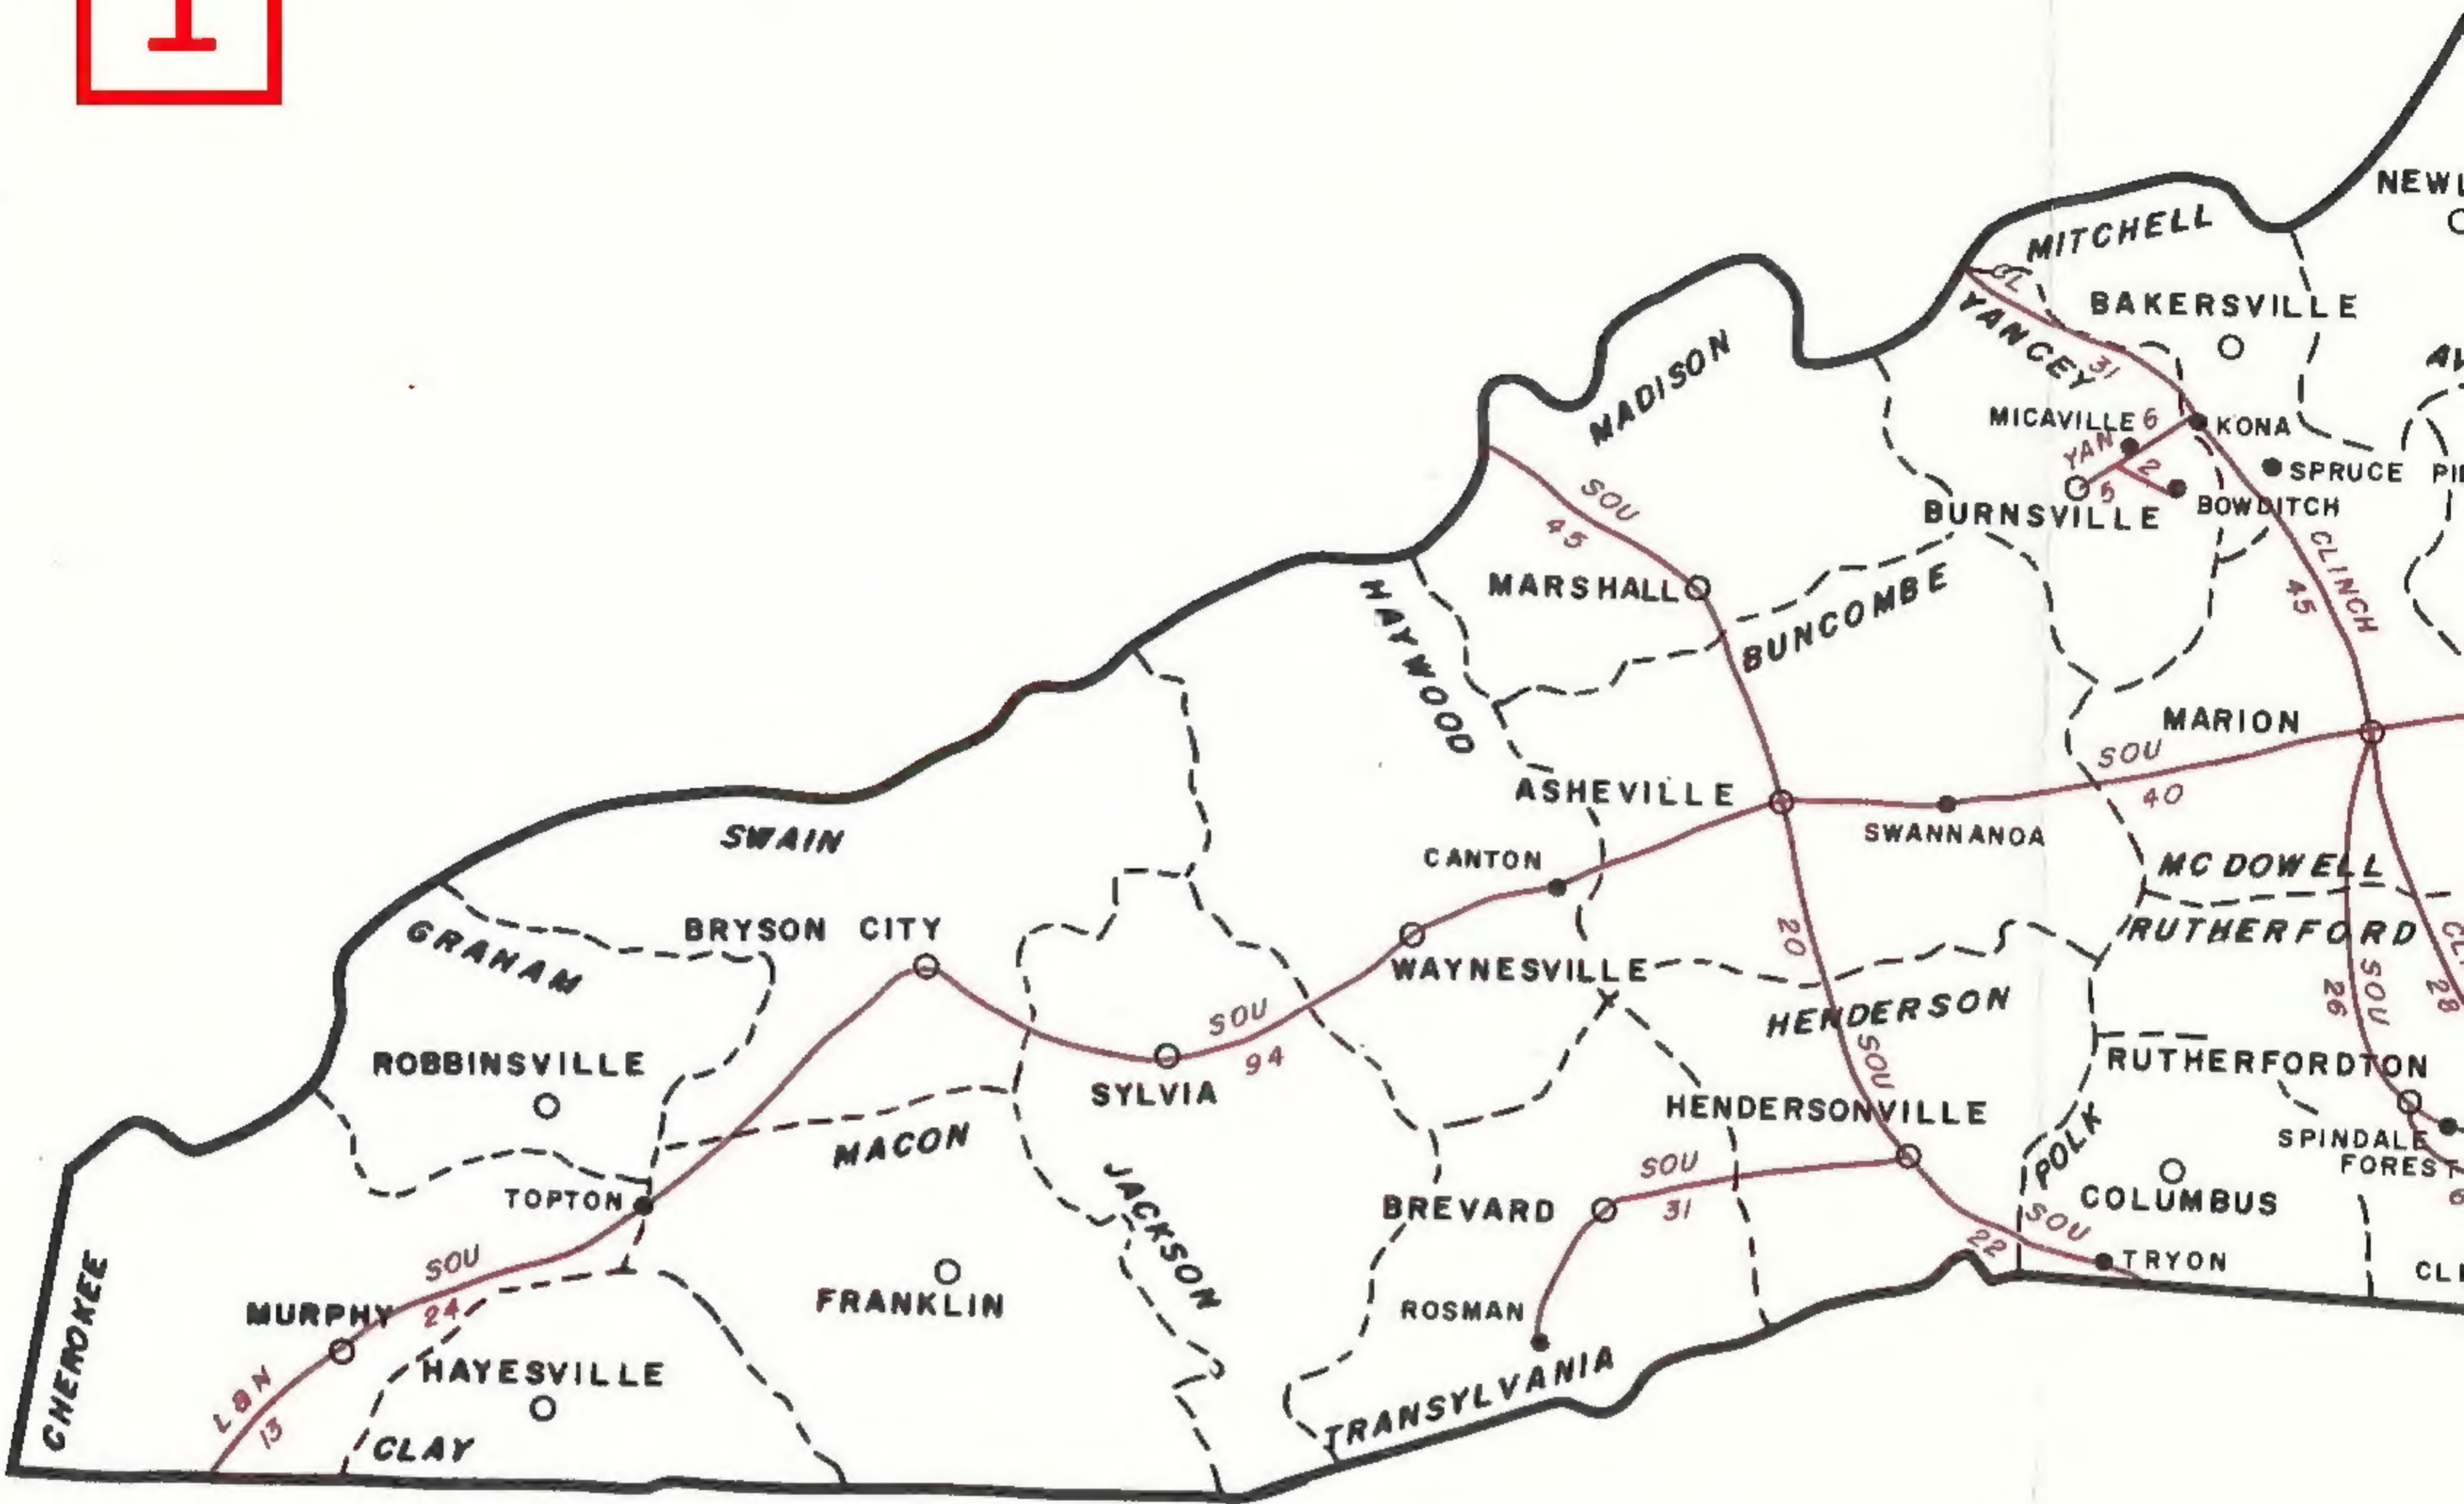 1
MITCHELL
BAKERSVILLE
YANCEY
31
MADISON
MICAVILLE 6
KONA
YAN
2
5
SPRUCE
BOWDITCH
BURNSVILLE
SOU
45
CLINCH
45
MARSHALL
BUNCOMBE
HAYWOOD
MARION
SOU
40
ASHEVILLE
SWANNANOA
CANTON
MC DOWELL
RUTHERFORD
SWAIN
GRAHAM
BRYSON CITY
WAYNESVILLE
20
HENDERSON
SOU
26
SOU
28
SOU
94
ROBBINSVILLE
SYLVIA
RUTHERFORDTON
HENDERSONVILLE
SPINDALE
MACON
POLK
TOPTON
JACKSON
BREVARD
SOU
31
COLUMBUS
SOU
22
TRYON
CHEROKEE
SOU
24
MURPHY
FRANKLIN
ROSMAN
HAYESVILLE
TRANSYLVANIA
L&N
13
CLAY